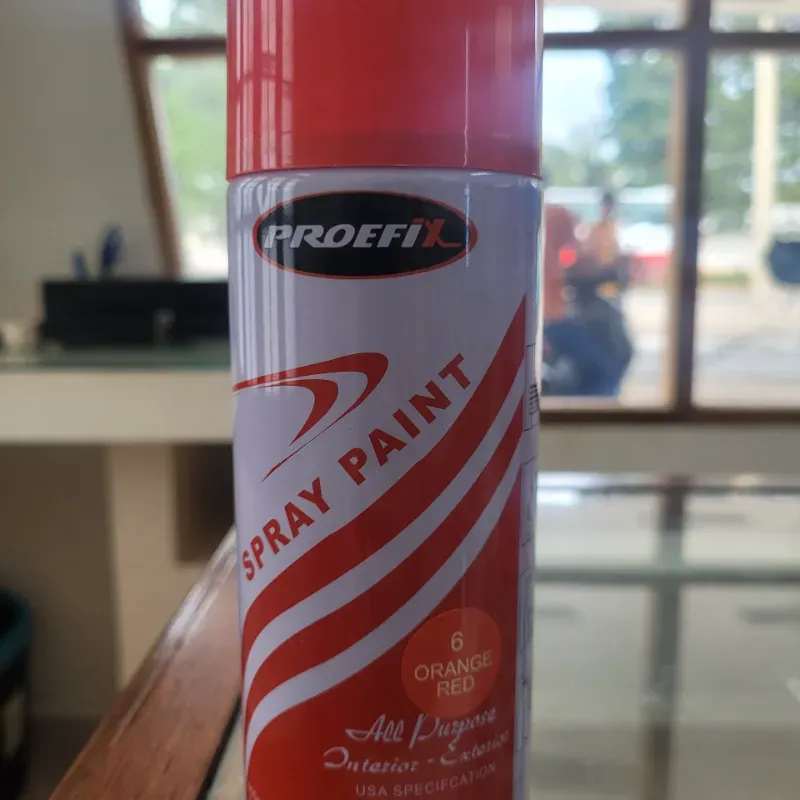 PROEFIX
SPRAY PAINT
6
ORANGE
RED
All Purpose
Interior - Exterior
USA SPECIFCATION